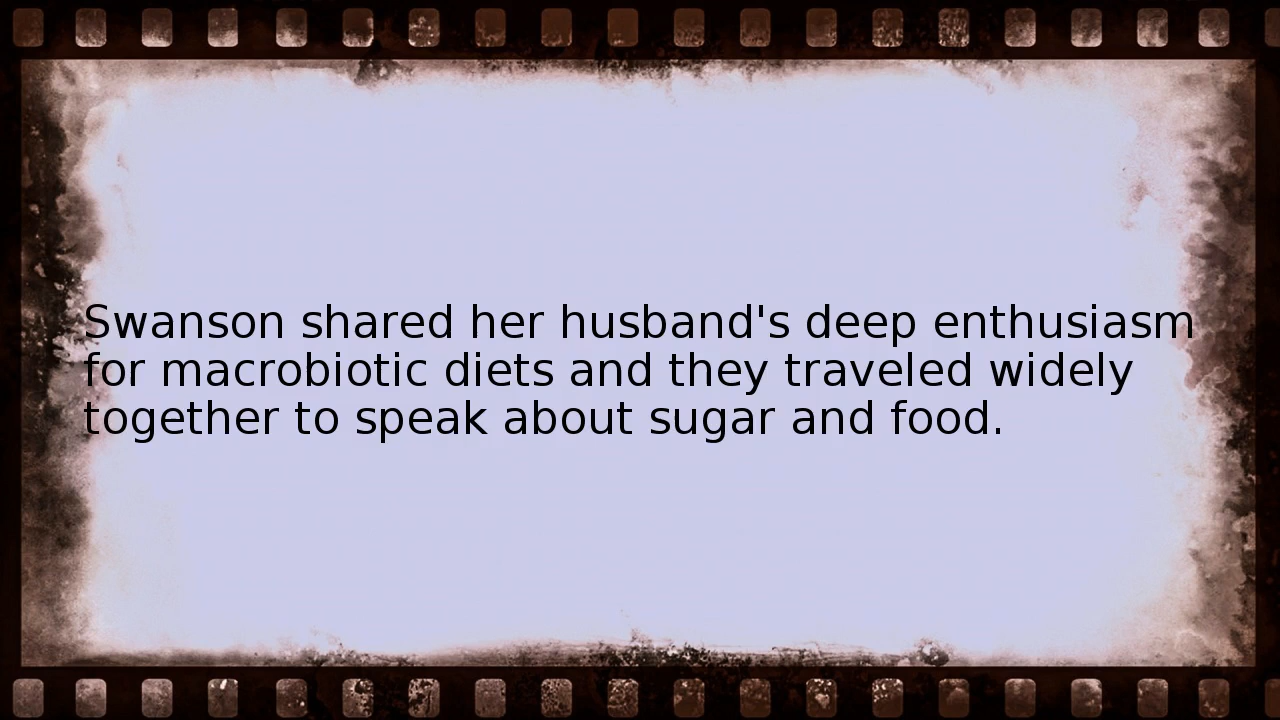 Swanson shared her husband's deep enthusiasm
for macrobiotic diets and they traveled widely
together to speak about sugar and food.